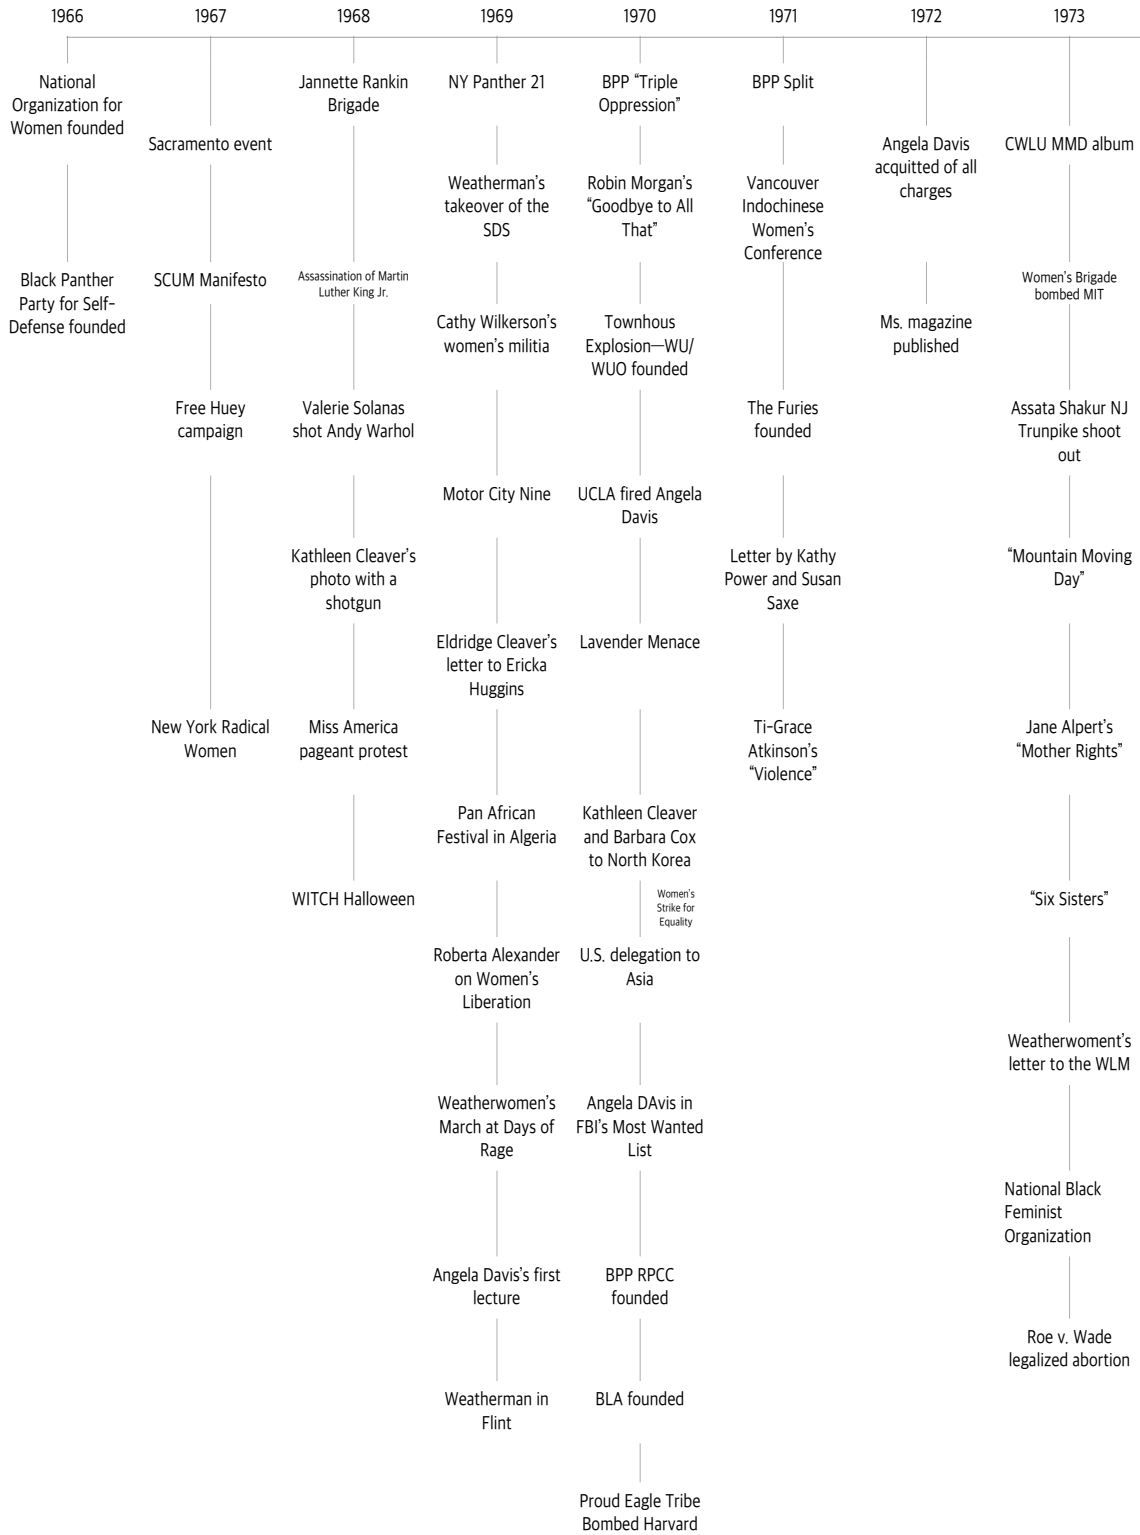 1966
1967
1968
1969
1970
1971
1972
1973
National
Organization for
Women founded
Black Panther
Party for Self-
Defense founded
Sacramento event
SCUM Manifesto
Free Huey
campaign
New York Radical
Women
Jannette Rankin
Brigade
Assassination of Martin
Luther King Jr.
Valerie Solanas
shot Andy Warhol
Kathleen Cleaver’s
photo with a
shotgun
Miss America
pageant protest
WITCH Halloween
NY Panther 21
Weatherman’s
takeover of the
SDS
Cathy Wilkerson’s
women’s militia
Motor City Nine
Eldridge Cleaver’s
letter to Ericka
Huggins
Pan African
Festival in Algeria
Roberta Alexander
on Women’s
Liberation
Weatherwomen’s
March at Days of
Rage
Angela Davis’s first
lecture
Weatherman in
Flint
BPP “Triple
Oppression”
Robin Morgan’s
“Goodbye to All
That”
Townhous
Explosion—WU/
WUO founded
UCLA fired Angela
Davis
Lavender Menace
Kathleen Cleaver
and Barbara Cox
to North Korea
Women’s
Strike for
Equality
U.S. delegation to
Asia
Angela DAvis in
FBI’s Most Wanted
List
BPP RPCC
founded
BLA founded
Proud Eagle Tribe
Bombed Harvard
BPP Split
Vancouver
Indochinese
Women’s
Conference
The Furies
founded
Letter by Kathy
Power and Susan
Saxe
Ti-Grace
Atkinson’s
“Violence”
Angela Davis
acquitted of all
charges
Ms. magazine
published
CWLU MMD album
Women’s Brigade
bombed MIT
Assata Shakur NJ
Trunpike shoot
out
“Mountain Moving
Day”
Jane Alpert’s
“Mother Rights”
“Six Sisters”
Weatherwoment’s
letter to the WLM
National Black
Feminist
Organization
Roe v. Wade
legalized abortion